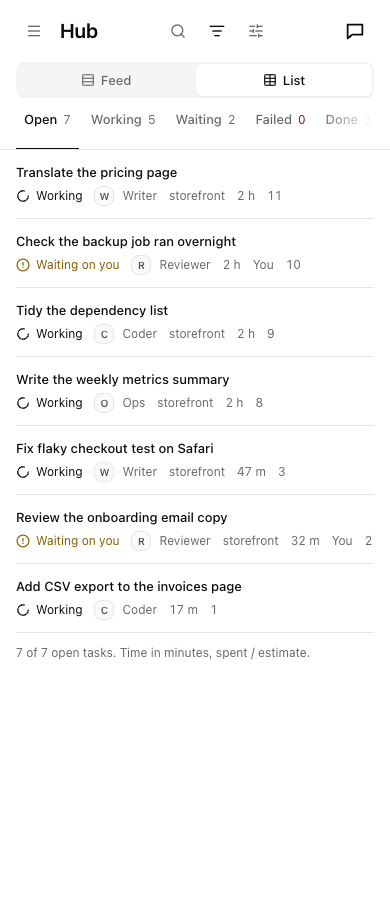 Hub
Feed
List
Open 7 Working 5 Waiting 2 Failed 0 Done 3
Translate the pricing page
Working W Writer storefront 2 h 11
Check the backup job ran overnight
Waiting on you R Reviewer 2 h You 10
Tidy the dependency list
Working C Coder storefront 2 h 9
Write the weekly metrics summary
Working O Ops storefront 2 h 8
Fix flaky checkout test on Safari
Working W Writer storefront 47 m 3
Review the onboarding email copy
Waiting on you R Reviewer storefront 32 m You 2
Add CSV export to the invoices page
Working C Coder 17 m 1
7 of 7 open tasks. Time in minutes, spent / estimate.